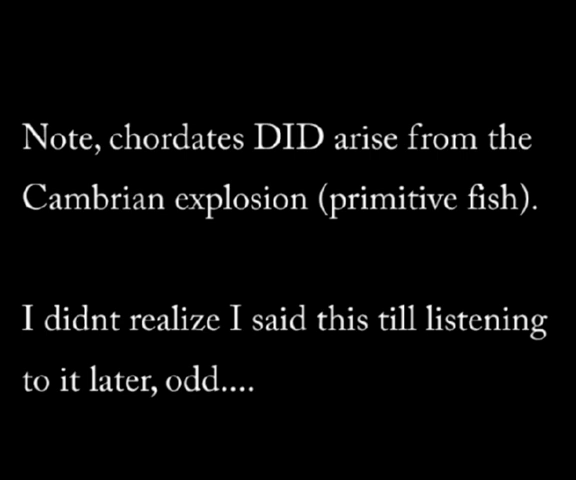 Note, chordates DID arise from the
Cambrian explosion (primitive fish).
I didnt realize I said this till listening
to it later, odd....